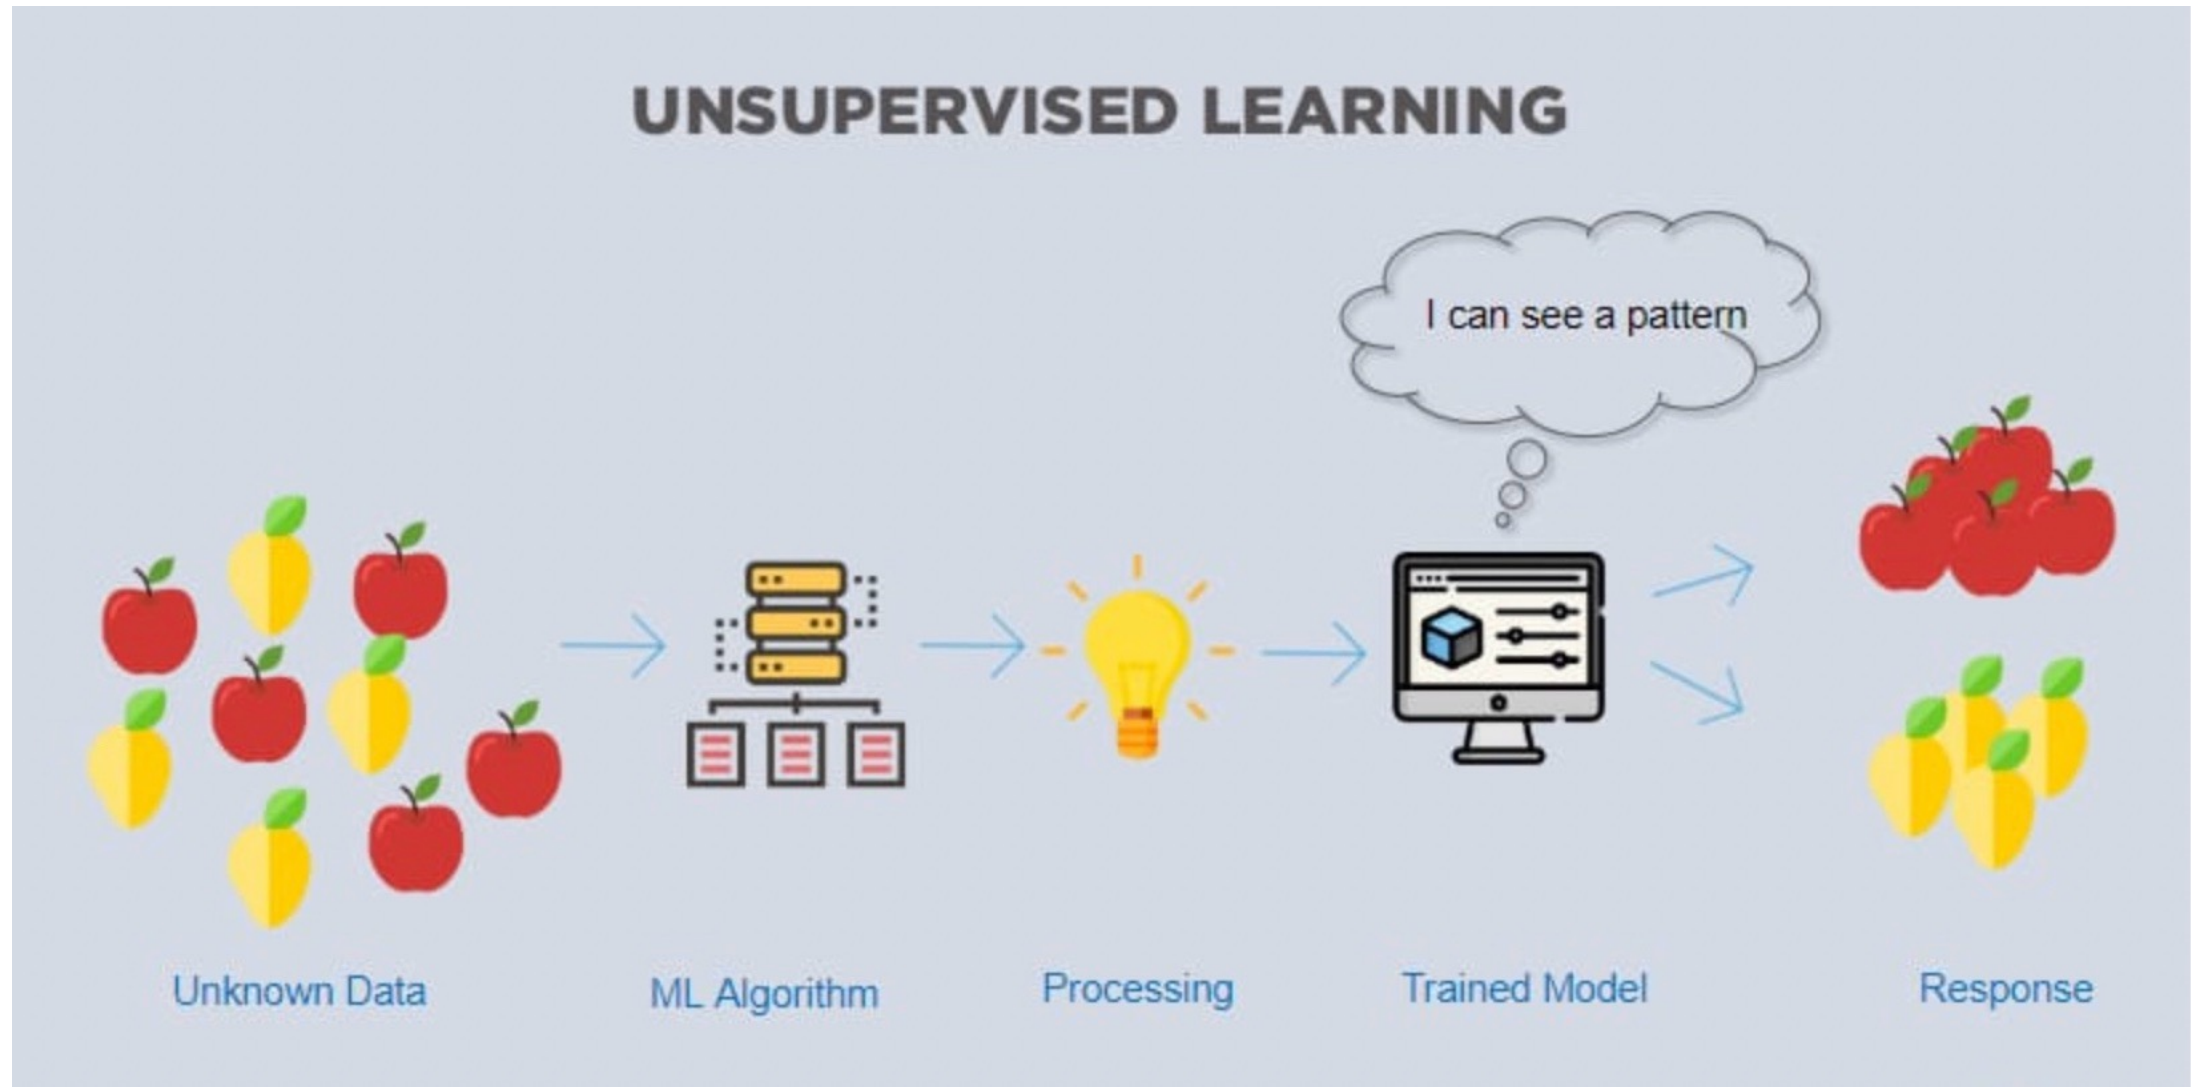 UNSUPERVISED LEARNING
I can see a pattern
Unknown Data
ML Algorithm
Processing
Trained Model
Response